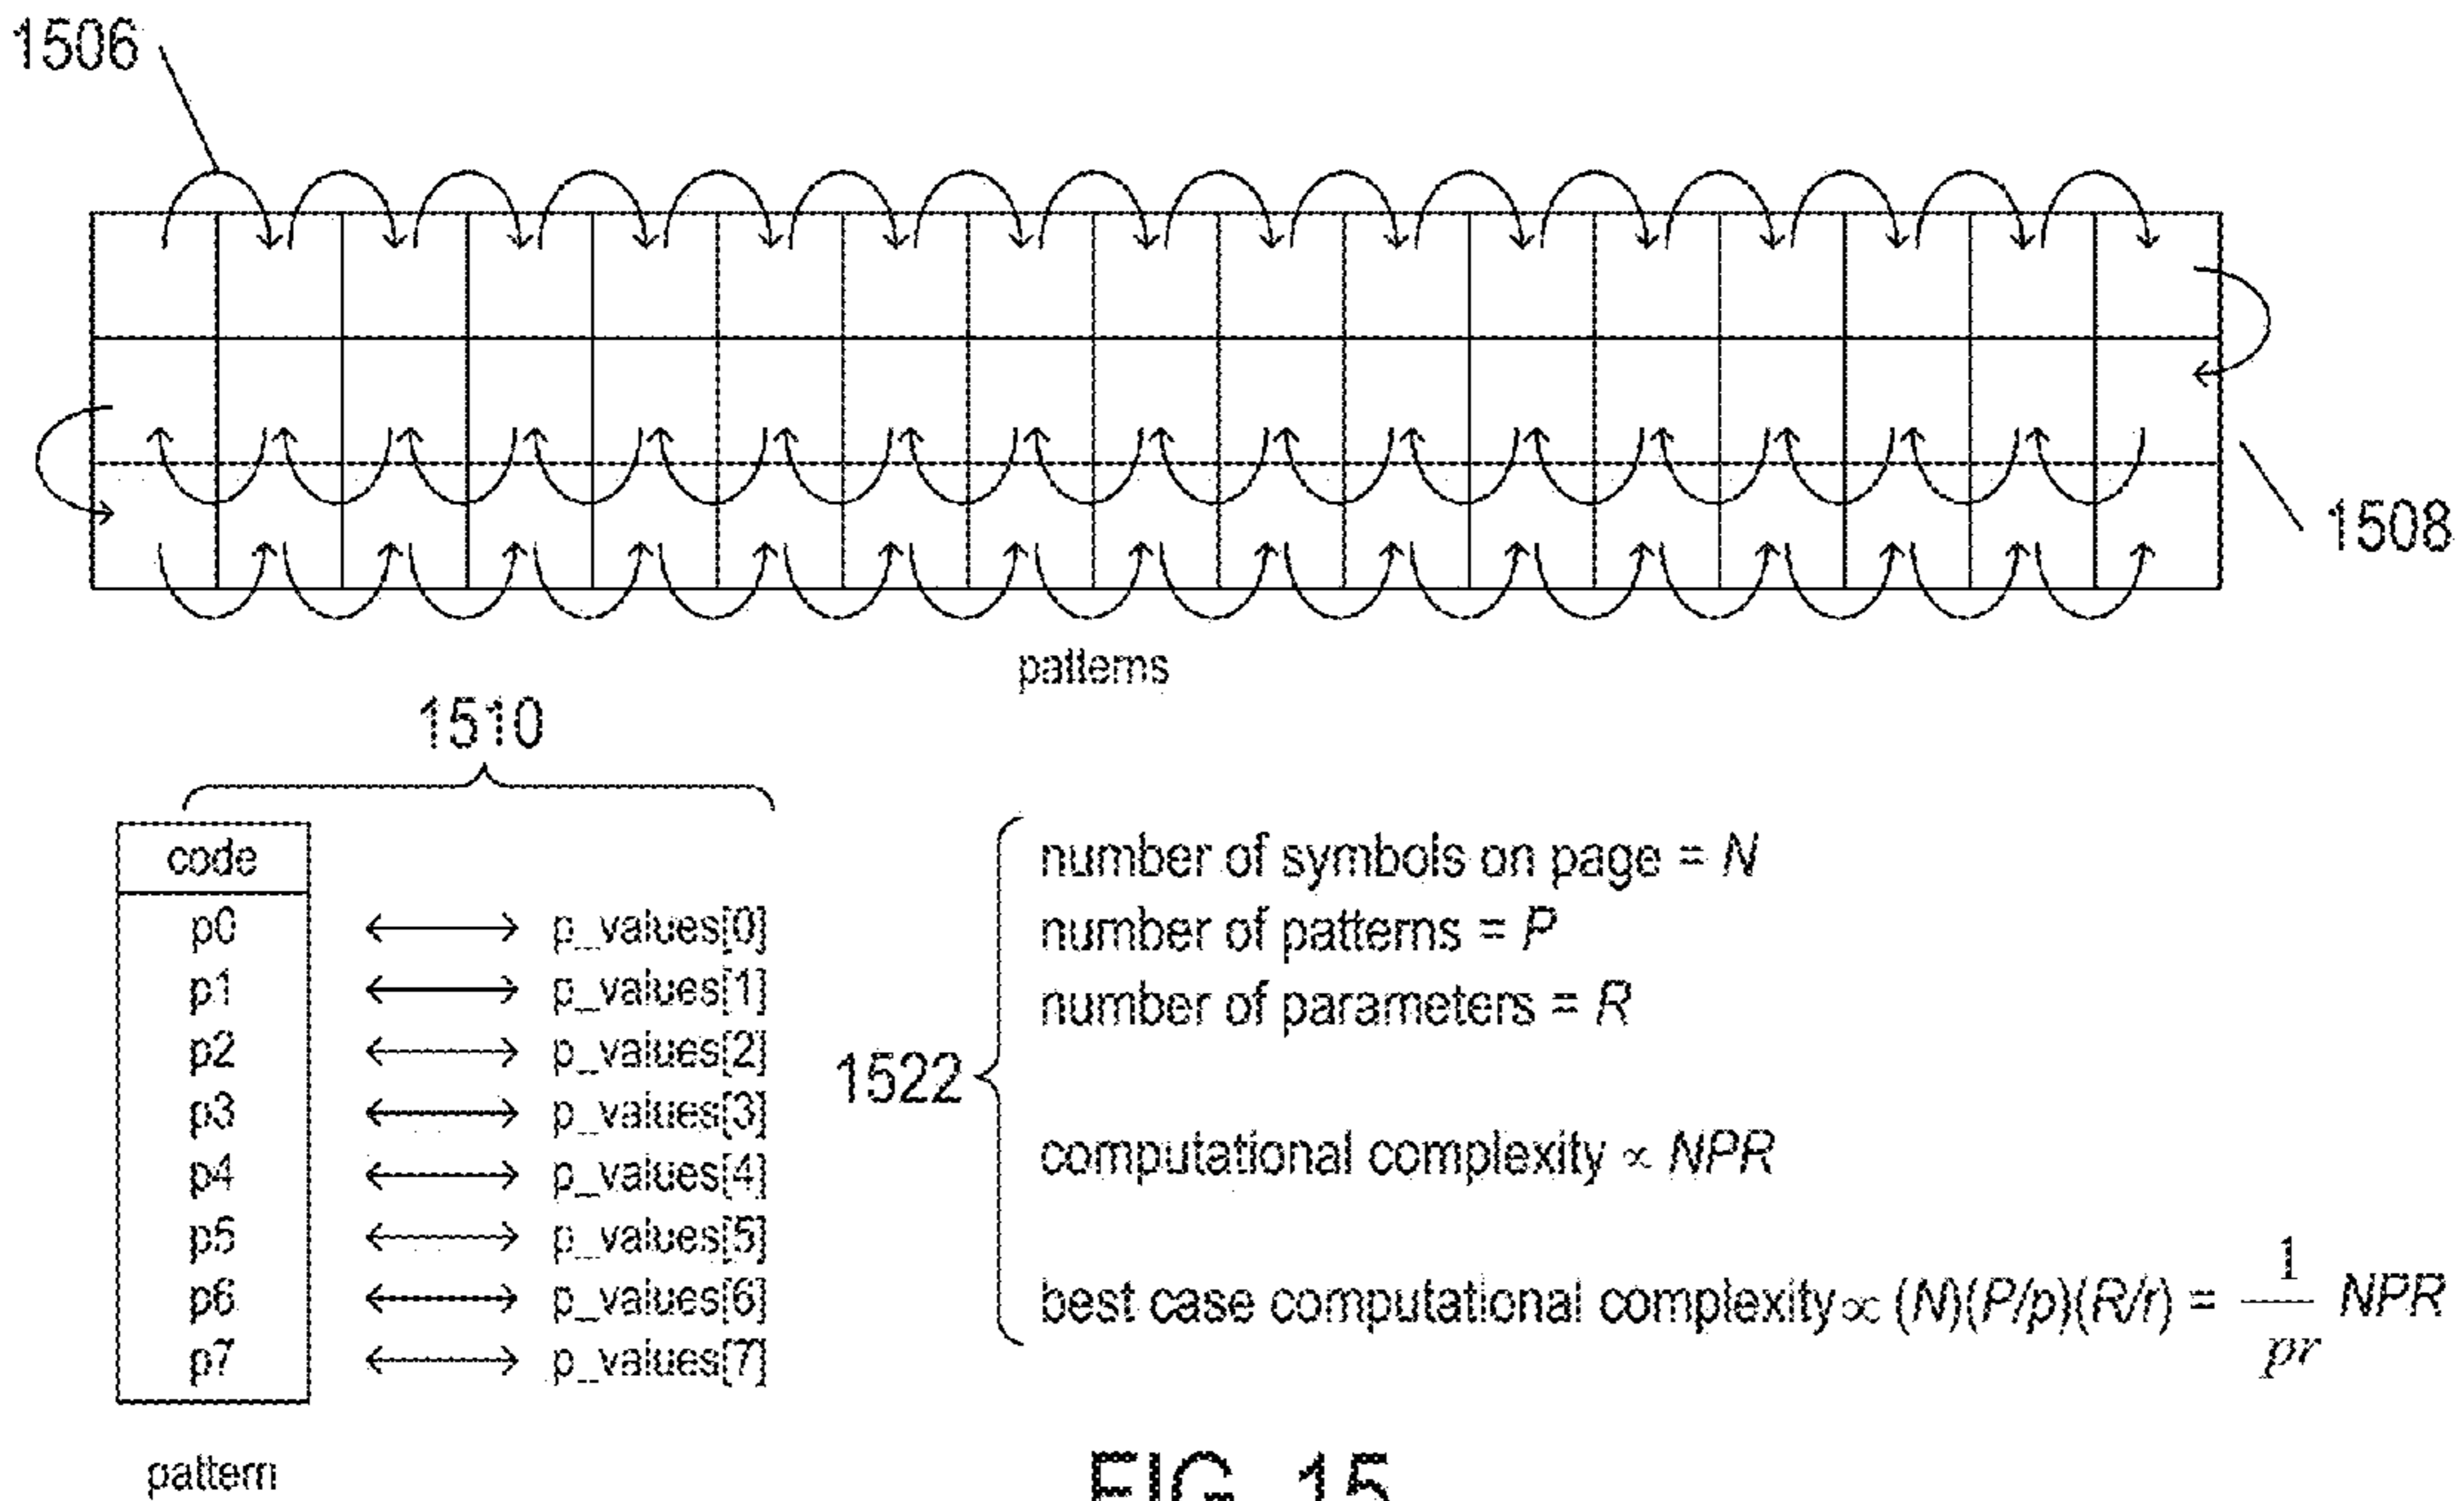 1506
1508
patterns
1510
code
p0 p_values[0]
p1 p_values[1]
p2 p_values[2]
p3 p_values[3]
p4 p_values[4]
p5 p_values[5]
p6 p_values[6]
p7 p_values[7]
pattern
1522
number of symbols on page = N
number of patterns = P
number of parameters = R
computational complexity ∝ NPR
best case computational complexity ∝ (N)(P/p)(R/r) = 1/pr NPR
FIG. 15